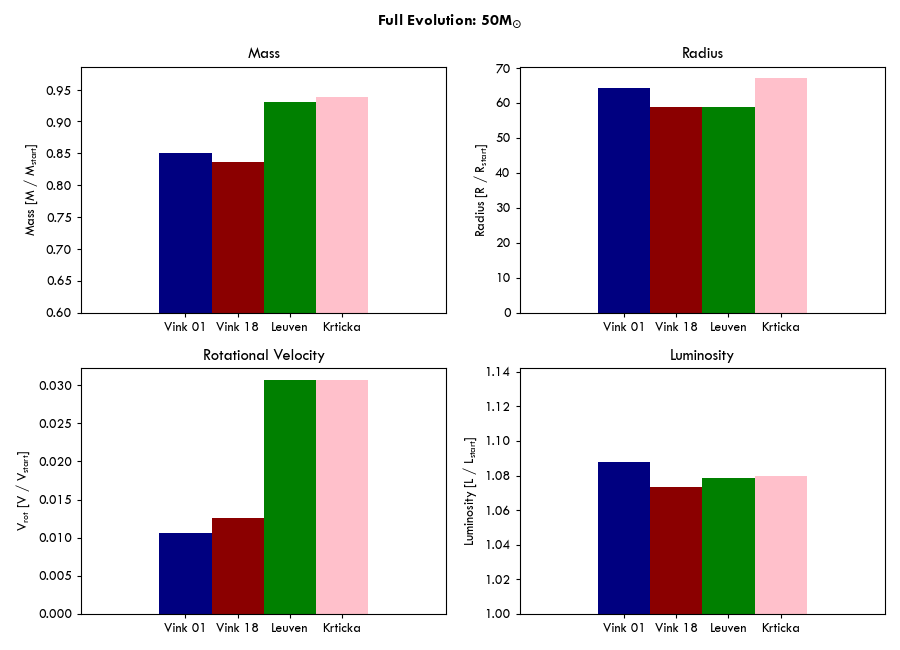 Full Evolution: 50M⊙
Mass
Mass [M / Mstart]
0.95
0.90
0.85
0.80
0.75
0.70
0.65
0.60
Vink 01 Vink 18 Leuven Krticka
Radius
Radius [R / Rstart]
70
60
50
40
30
20
10
0
Vink 01 Vink 18 Leuven Krticka
Rotational Velocity
Vrot [V / Vstart]
0.030
0.025
0.020
0.015
0.010
0.005
0.000
Vink 01 Vink 18 Leuven Krticka
Luminosity
Luminosity [L / Lstart]
1.14
1.12
1.10
1.08
1.06
1.04
1.02
1.00
Vink 01 Vink 18 Leuven Krticka